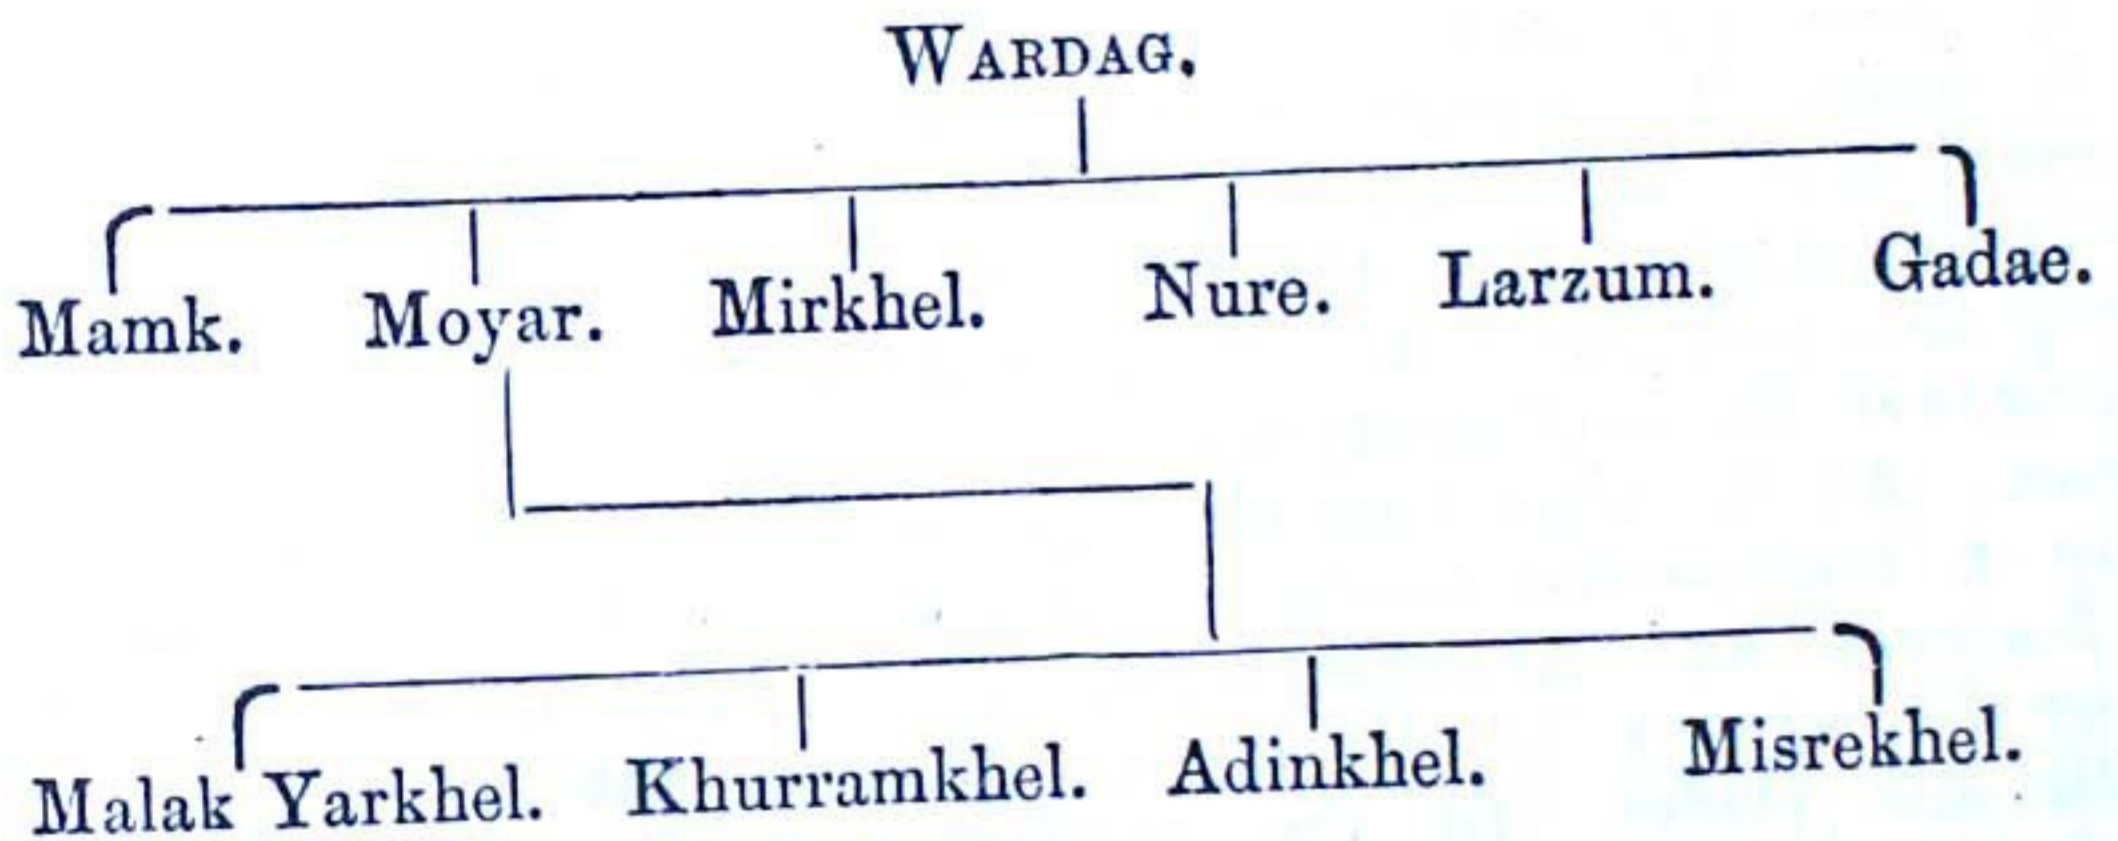 WARDAG.
Mamk. Moyar. Mirkhel. Nure. Larzum. Gadae.
Malak Yarkhel. Khurramkhel. Adinkhel. Misrekhel.